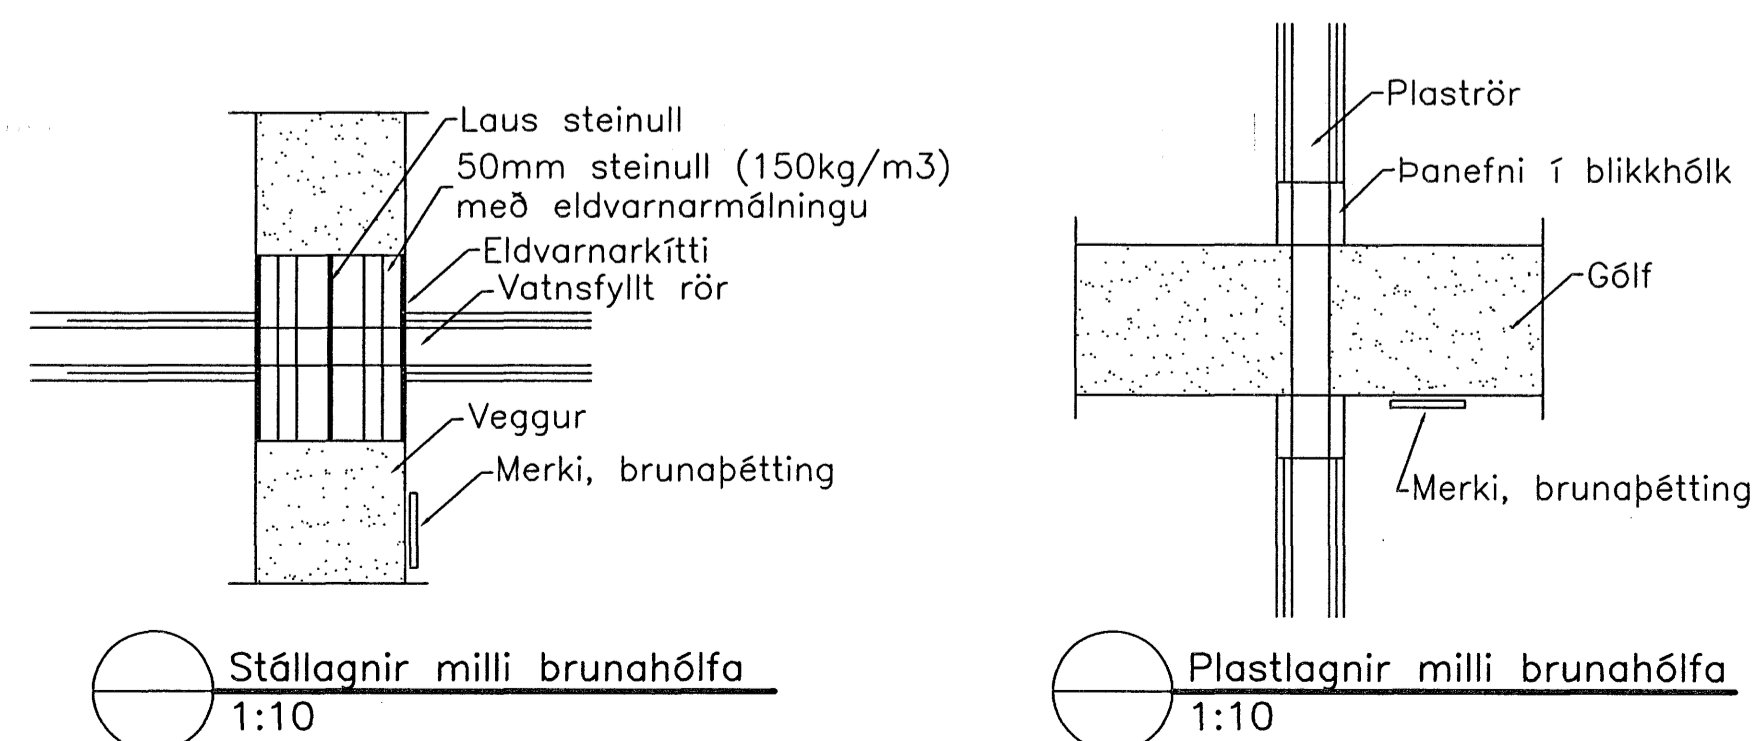 Laus steinull
50mm steinull (150kg/m3)
með eldvarnarmálningu
Eldvarnarkítti
Vatnsfyllt rör
Veggur
Merki, brunaþétting
Stállagnir milli brunahólfa
1:10
Plaströr
Þanefni í blikkhólk
Gólf
Merki, brunaþétting
Plastlagnir milli brunahólfa
1:10